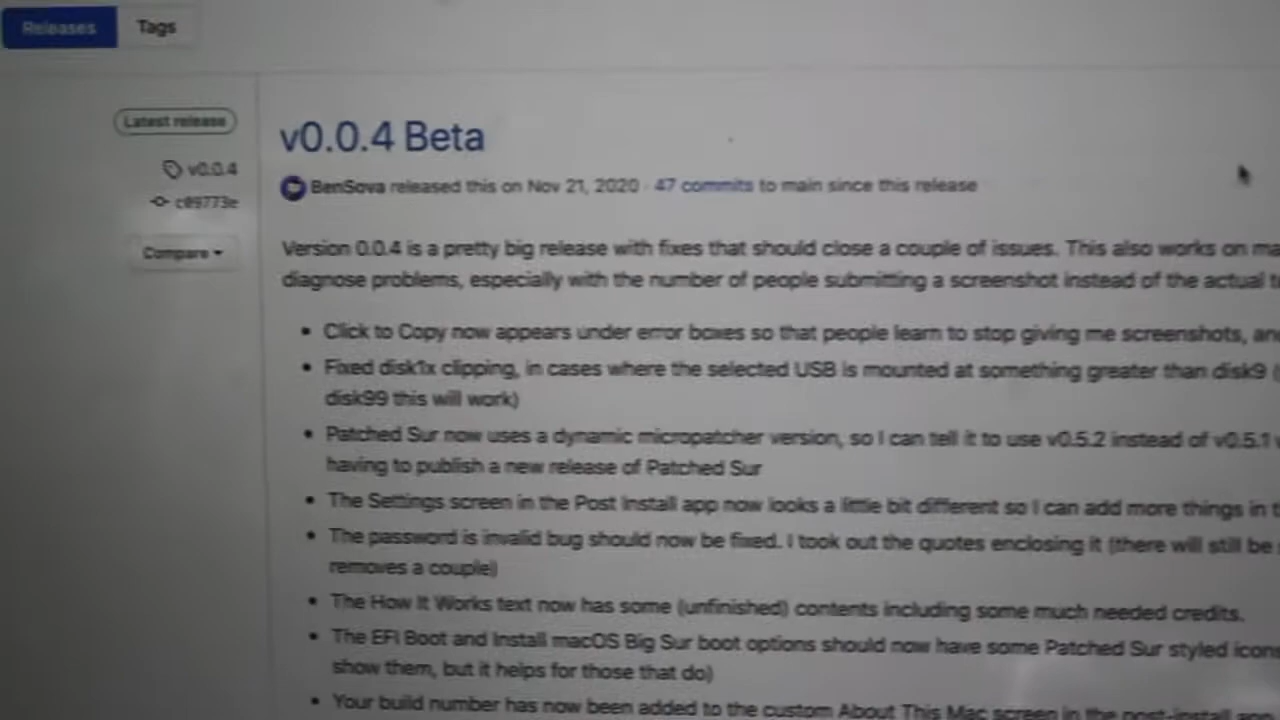 Releases Tags
Latest release
v0.0.4
c09773e
Compare
v0.0.4 Beta
BenSova released this on Nov 21, 2020 · 47 commits to main since this release
Version 0.0.4 is a pretty big release with fixes that should close a couple of issues. This also works on
diagnose problems, especially with the number of people submitting a screenshot instead of the actual
• Click to Copy now appears under error boxes so that people learn to stop giving me screenshots,
• Fixed disk1x clipping, in cases where the selected USB is mounted at something greater than disk9
disk99 this will work)
• Patched Sur now uses a dynamic micropatcher version, so I can tell it to use v0.5.2 instead of v0.5.1
having to publish a new release of Patched Sur
• The Settings screen in the Post Install app now looks a little bit different so I can add more things in
• The password is invalid bug should now be fixed. I took out the quotes enclosing it (there will still be
removes a couple)
• The How It Works text now has some (unfinished) contents including some much needed credits.
• The EFI Boot and Install macOS Big Sur boot options should now have some Patched Sur styled icons
show them, but it helps for those that do)
• Your build number has now been added to the custom About This Mac screen in the post-install